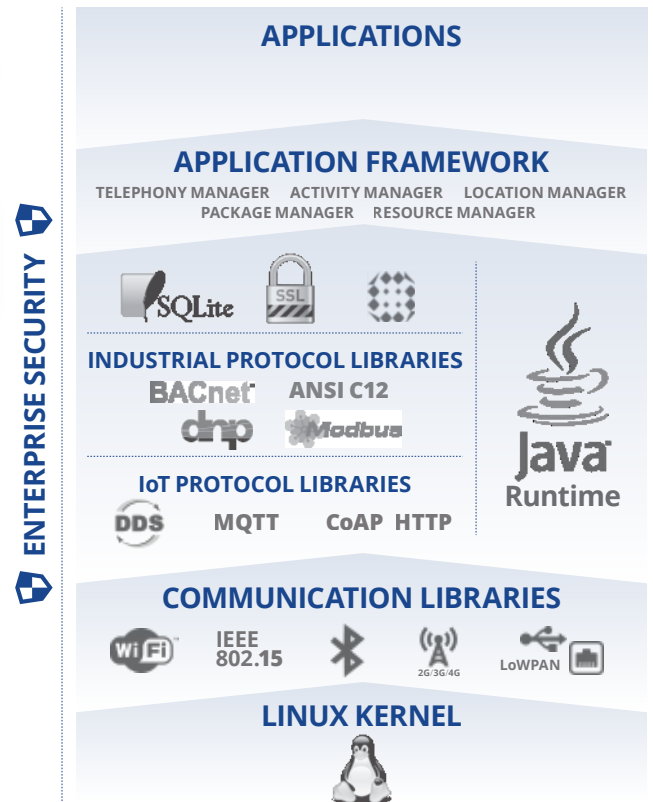 APPLICATIONS
APPLICATION FRAMEWORK
TELEPHONY MANAGER ACTIVITY MANAGER LOCATION MANAGER
PACKAGE MANAGER RESOURCE MANAGER
ENTERPRISE SECURITY
SQLite SSL
INDUSTRIAL PROTOCOL LIBRARIES
BACnet ANSI C12
dnp Modbus
IoT PROTOCOL LIBRARIES
DDS MQTT CoAP HTTP
Java
Runtime
COMMUNICATION LIBRARIES
WiFi IEEE
802.15
2G/3G/4G
LoWPAN
LINUX KERNEL